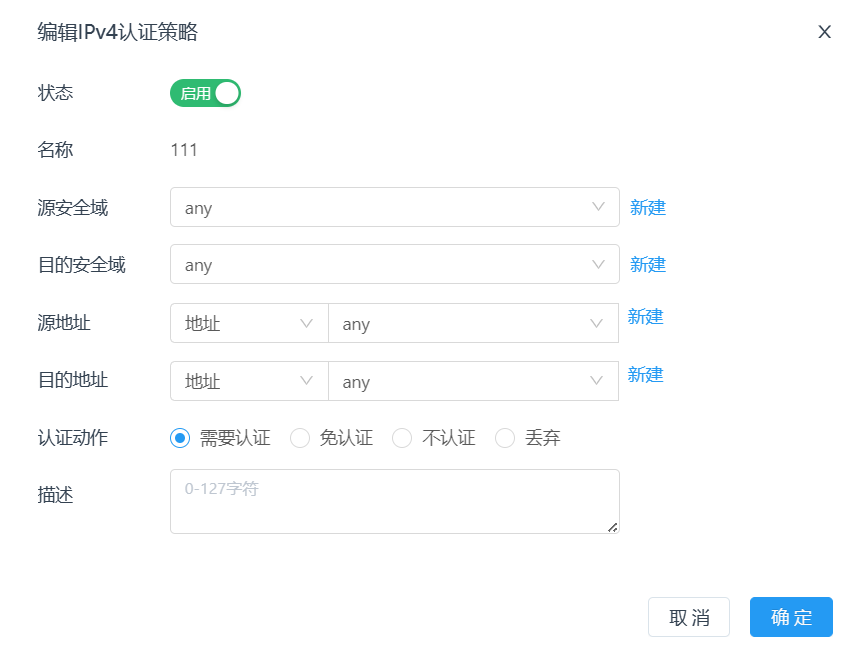 编辑IPv4认证策略
状态 启用
名称 111
源安全域 any 新建
目的安全域 any 新建
源地址 地址 any 新建
目的地址 地址 any 新建
认证动作 需要认证 免认证 不认证 丢弃
描述 0-127字符
取 消 确 定